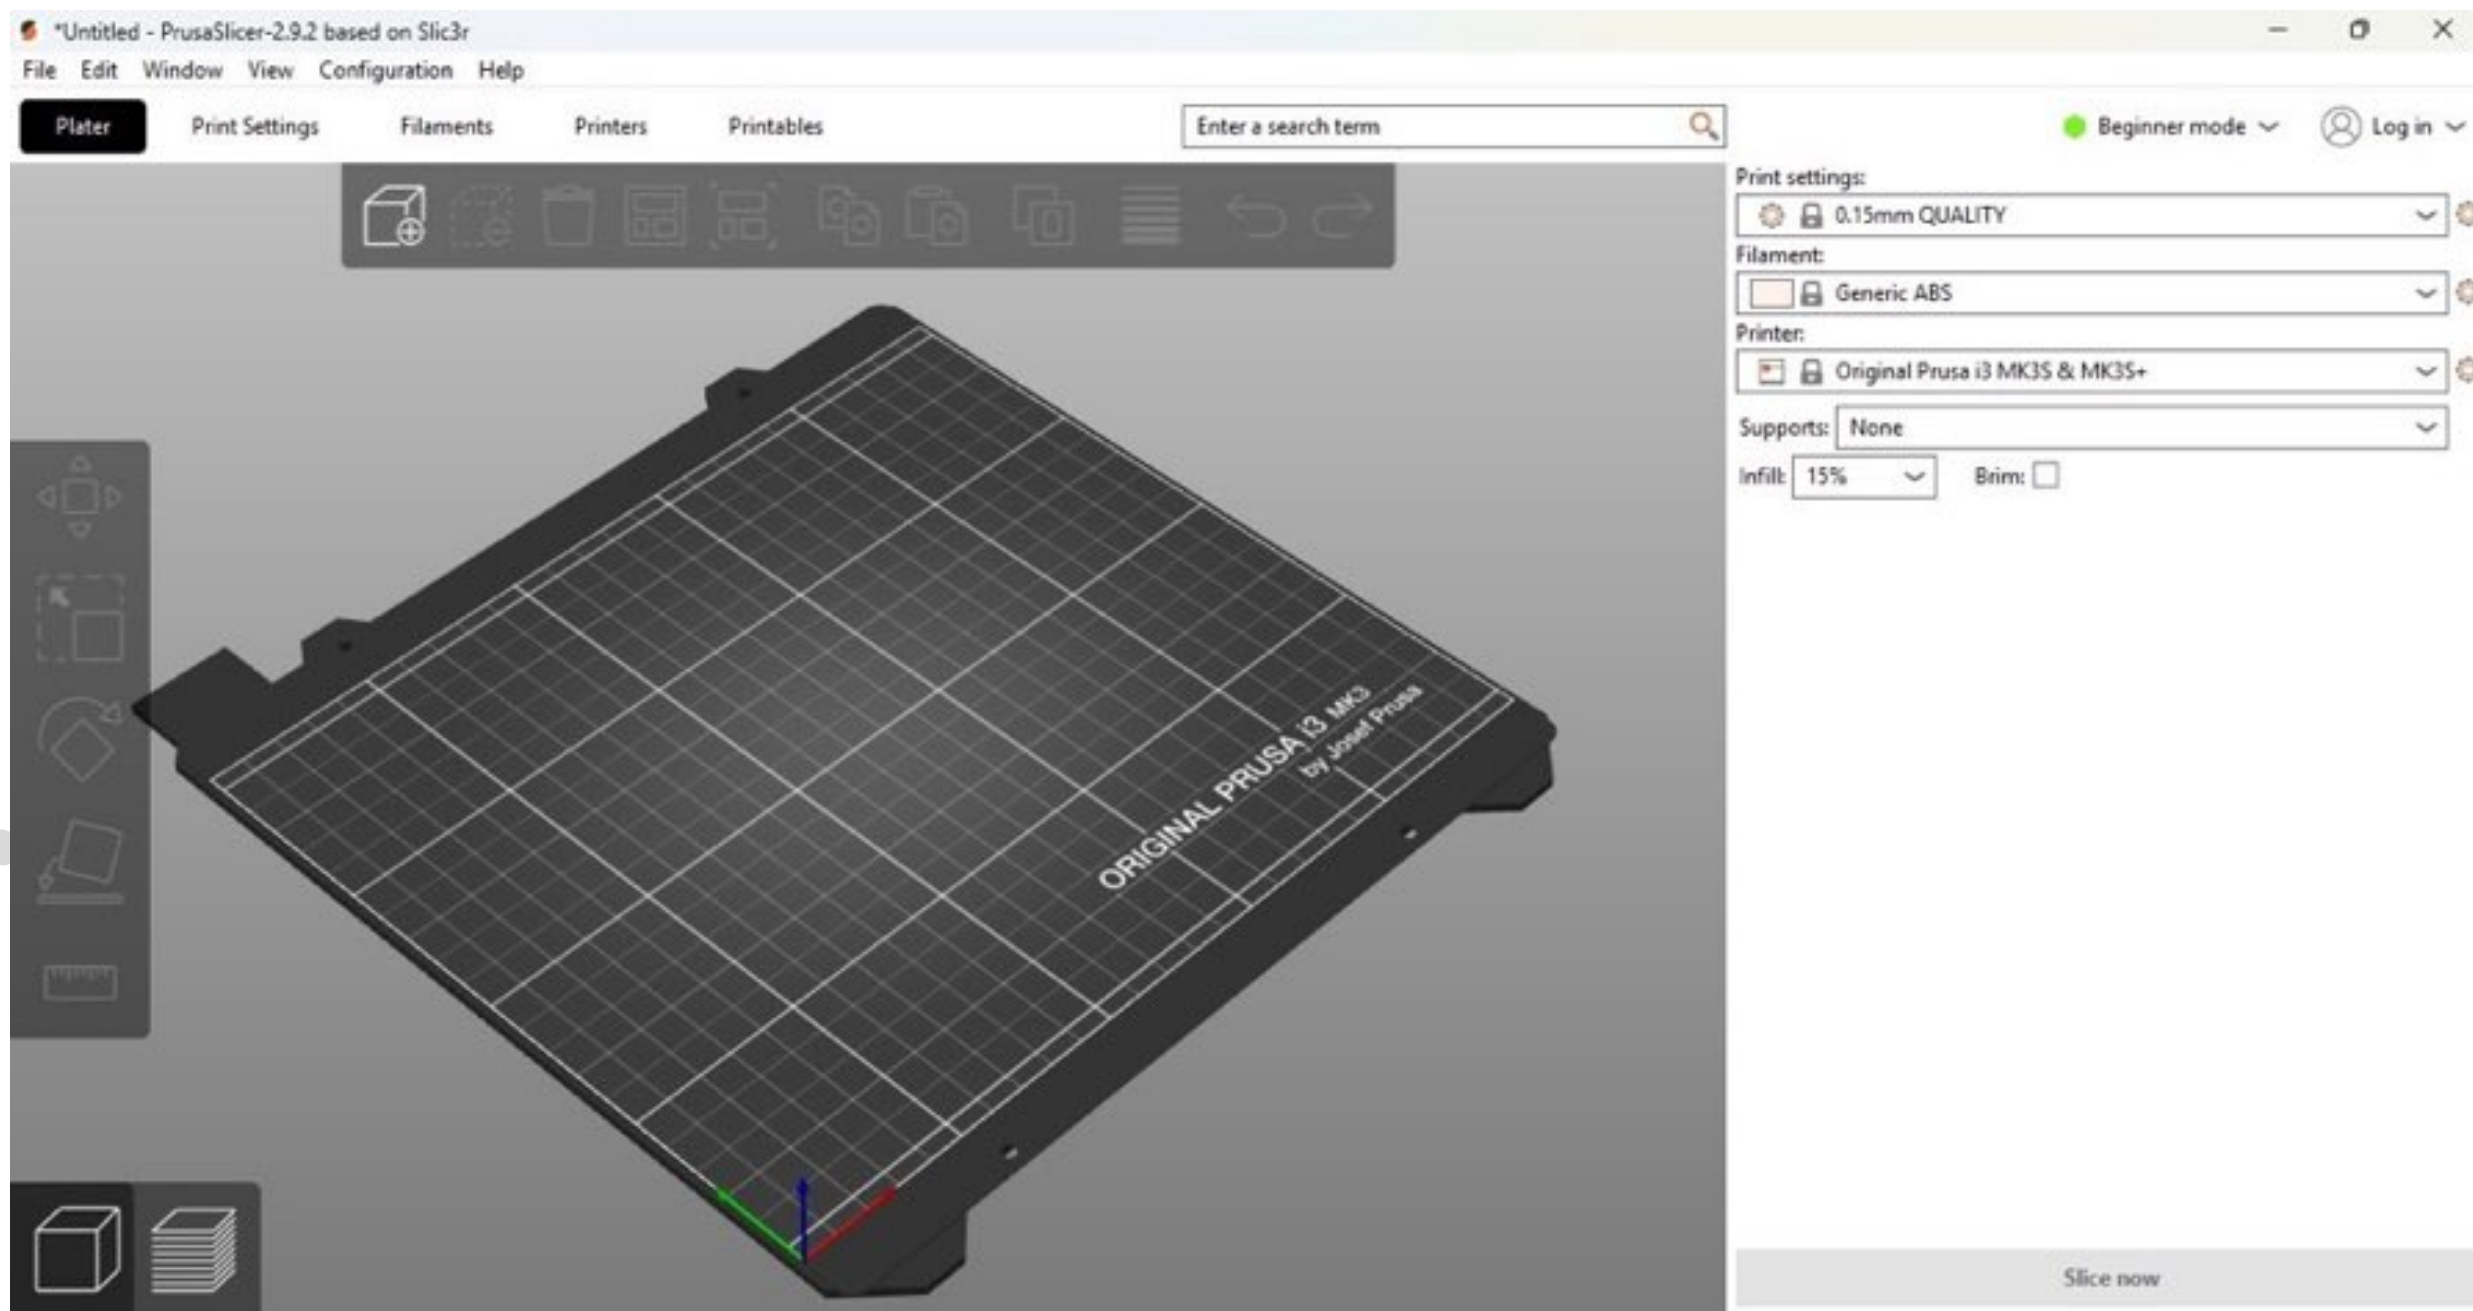 *Untitled - PrusaSlicer-2.9.2 based on Slic3r
File Edit Window View Configuration Help
Plater Print Settings Filaments Printers Printables Enter a search term Beginner mode Log in
Print settings:
0.15mm QUALITY
Filament:
Generic ABS
Printer:
Original Prusa i3 MK3S & MK3S+
Supports: None
Infill: 15% Brim:
ORIGINAL PRUSA i3 MK3
by Josef Prusa
Slice now